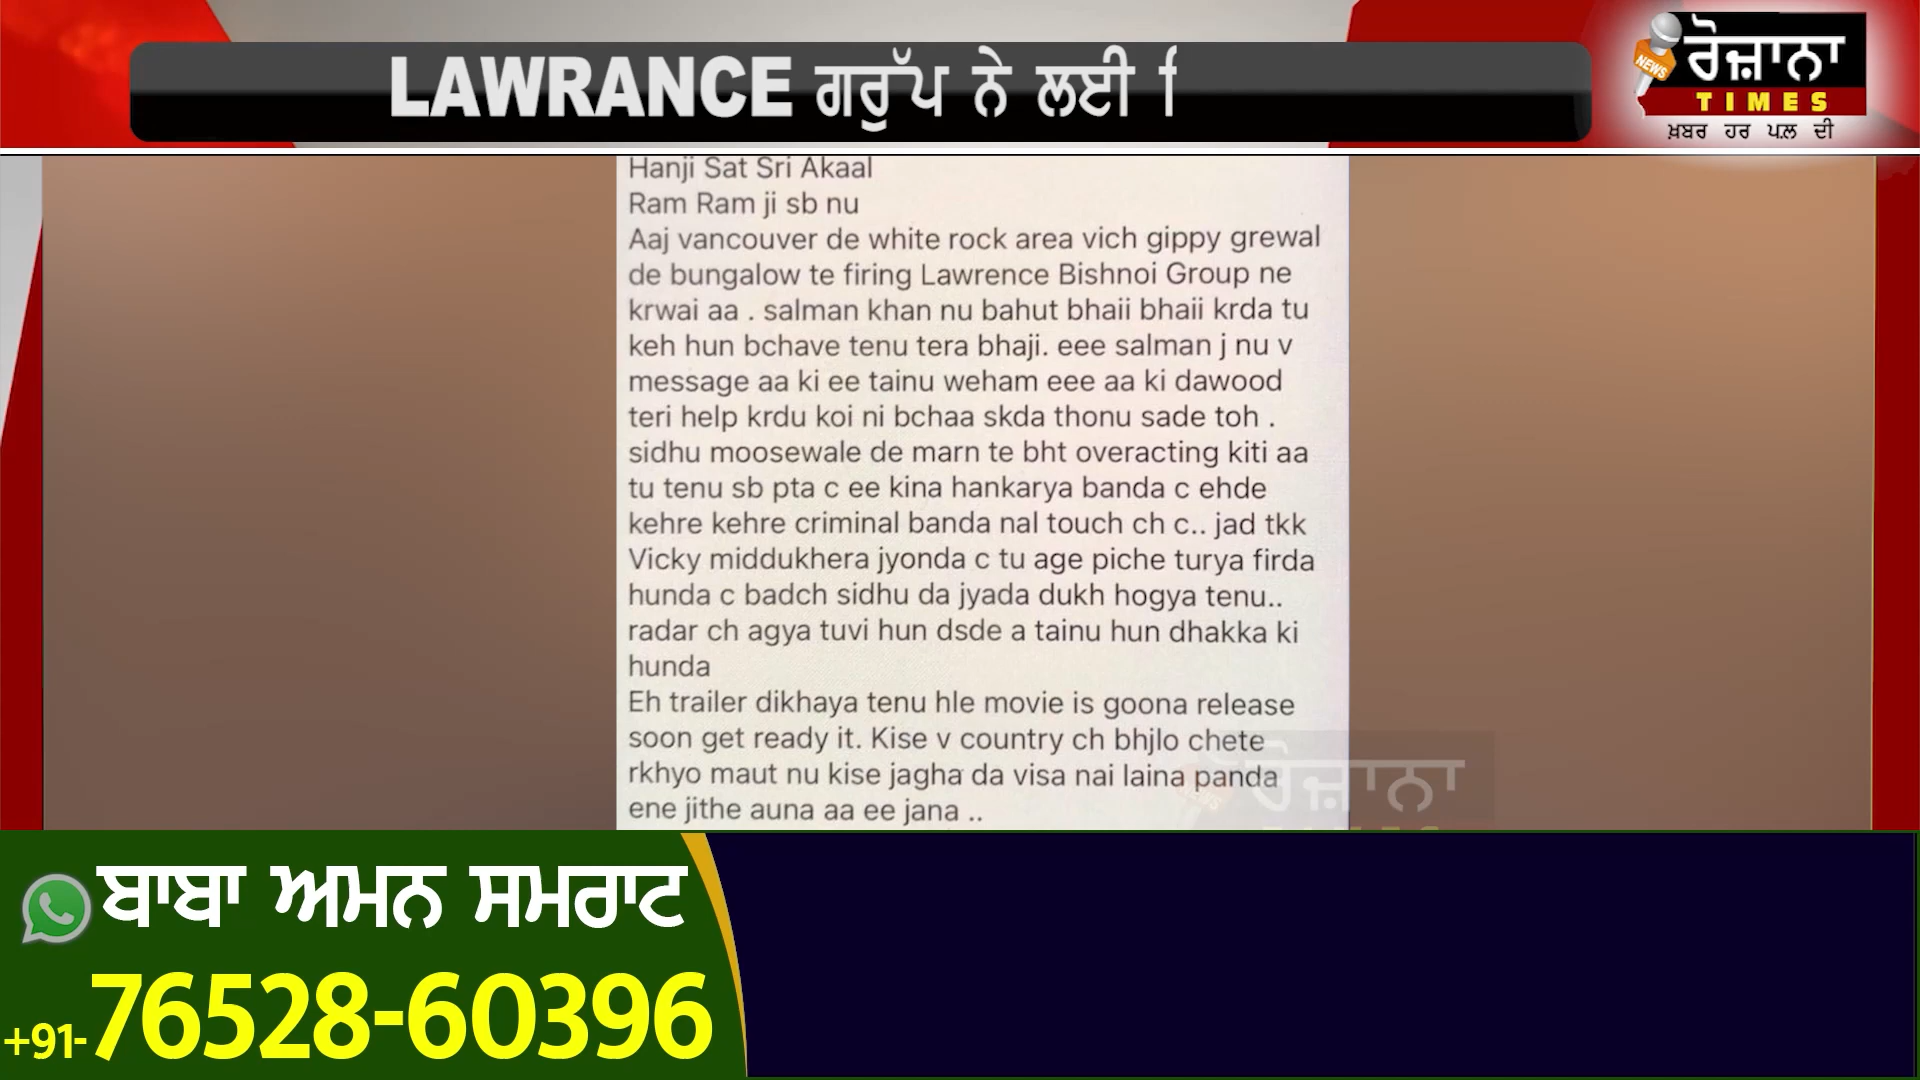 LAWRANCE ਗਰੁੱਪ ਨੇ ਲਈ
NEWS
ਰੋਜ਼ਾਨਾ
TIMES
ਖ਼ਬਰ ਹਰ ਪਲ ਦੀ
Hanji Sat Sri Akaal
Ram Ram ji sb nu
Aaj vancouver de white rock area vich gippy grewal
de bungalow te firing Lawrence Bishnoi Group ne
krwai aa . salman khan nu bahut bhaii bhaii krda tu
keh hun bchave tenu tera bhaji. eee salman j nu v
message aa ki ee tainu weham eee aa ki dawood
teri help krdu koi ni bchaa skda thonu sade toh .
sidhu moosewale de marn te bht overacting kiti aa
tu tenu sb pta c ee kina hankarya banda c ehde
kehre kehre criminal banda nal touch ch c.. jad tkk
Vicky middukhera jyonda c tu age piche turya firda
hunda c badch sidhu da jyada dukh hogya tenu..
radar ch agya tuvi hun dsde a tainu hun dhakka ki
hunda
Eh trailer dikhaya tenu hle movie is goona release
soon get ready it. Kise v country ch bhjlo chete
rkhyo maut nu kise jagha da visa nai laina panda
ene jithe auna aa ee jana ..
NEWS ਰੋਜ਼ਾਨਾ
ਬਾਬਾ ਅਮਨ ਸਮਰਾਟ
+91-76528-60396